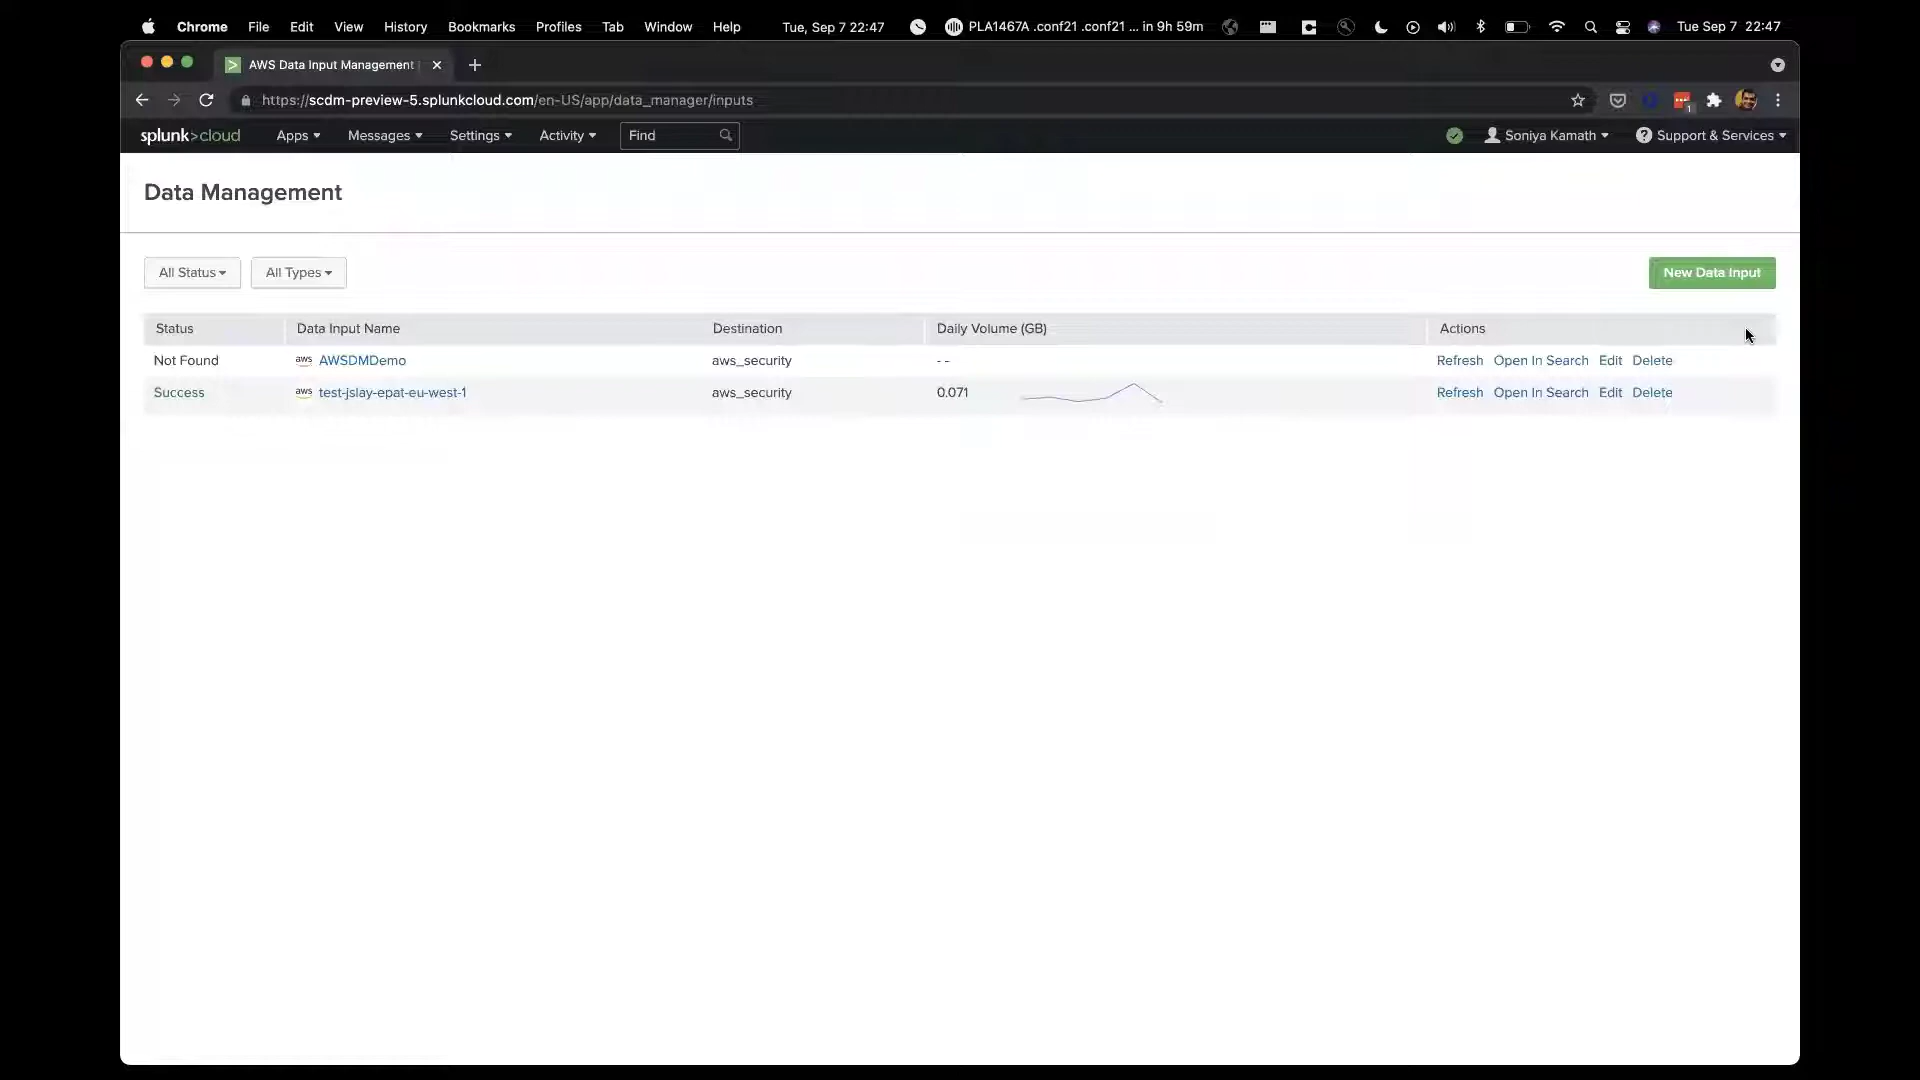 Chrome File Edit View History Bookmarks Profiles Tab Window Help Tue, Sep 7 22:47 PLA1467A .conf21 .conf21 ... in 9h 59m Tue Sep 7 22:47
AWS Data Input Management
https://scdm-preview-5.splunkcloud.com/en-US/app/data_manager/inputs 1
splunk>cloud Apps Messages Settings Activity Find Soniya Kamath Support & Services
Data Management
All Status All Types New Data Input
Status Data Input Name Destination Daily Volume (GB) Actions
Not Found aws AWSDMDemo aws_security - - Refresh Open In Search Edit Delete
Success aws test-jslay-epat-eu-west-1 aws_security 0.071 Refresh Open In Search Edit Delete